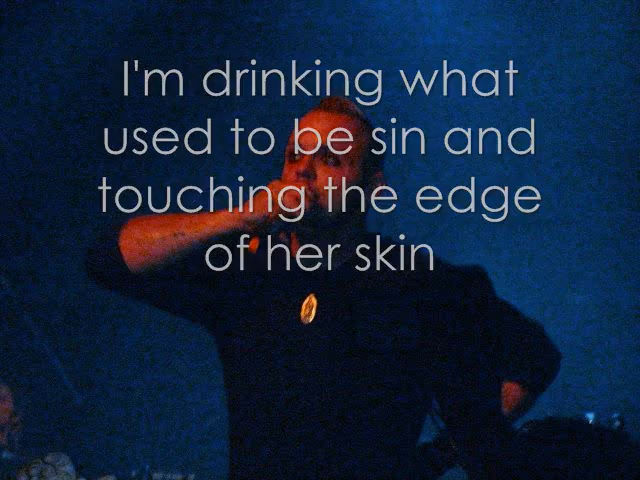 I'm drinking what
used to be sin and
touching the edge
of her skin